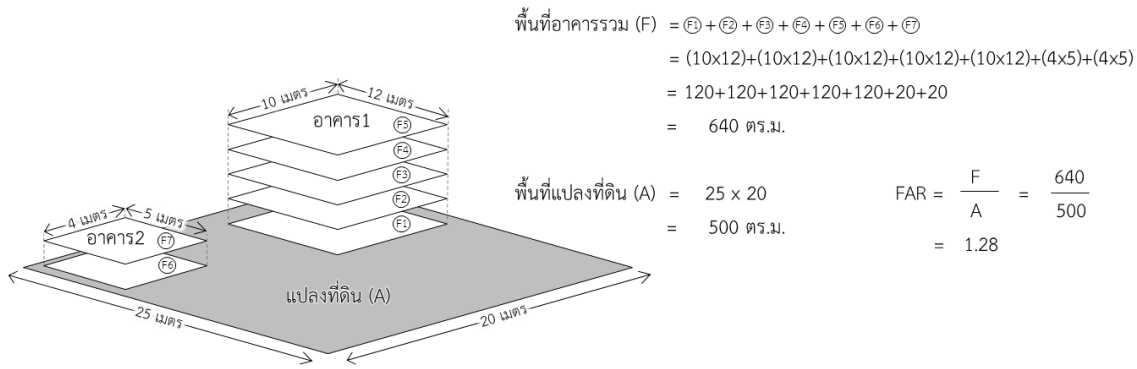 พื้นที่อาคารรวม (F) = F1 + F2 + F3 + F4 + F5 + F6 + F7
= (10x12)+(10x12)+(10x12)+(10x12)+(10x12)+(4x5)+(4x5)
= 120+120+120+120+120+20+20
= 640 ตร.ม.
พื้นที่แปลงที่ดิน (A) = 25 x 20
= 500 ตร.ม.
FAR = F / A = 640 / 500
= 1.28
10 เมตร
12 เมตร
อาคาร1
F5
F4
F3
F2
F1
4 เมตร
5 เมตร
อาคาร2
F7
F6
แปลงที่ดิน (A)
25 เมตร
20 เมตร